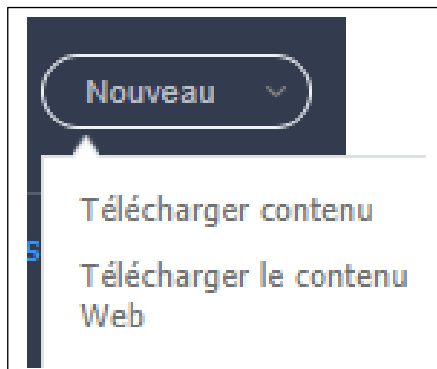 Nouveau
Télécharger contenu
s
Télécharger le contenu
Web